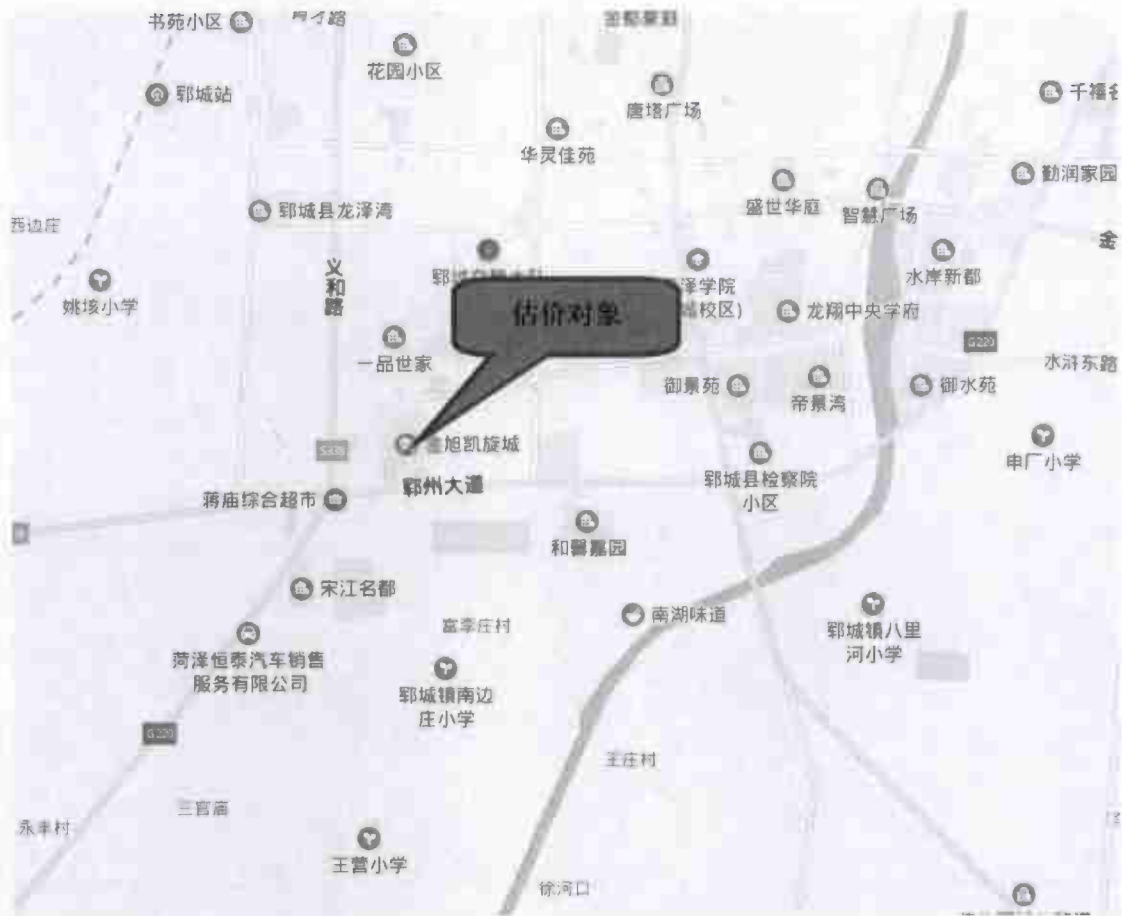 书苑小区
花园小区
郓城站
唐塔广场
千禧名
华灵佳苑
勤润家园
盛世华庭
智慧广场
郓城县龙泽湾
西边庄
金
水岸新都
义和路
姚垓小学
泽学院
城校区)
估价对象
龙翔中央学府
G220
一品世家
水浒东路
御景苑
帝景湾
御水苑
旭凯旋城
S338
申厂小学
郓城县检察院
小区
郓州大道
蒋庙综合超市
和馨嘉园
宋江名都
南湖味道
富李庄村
郓城镇八里
河小学
菏泽恒泰汽车销售
服务有限公司
郓城镇南边
庄小学
G220
王庄村
三官庙
永丰村
王营小学
徐河口